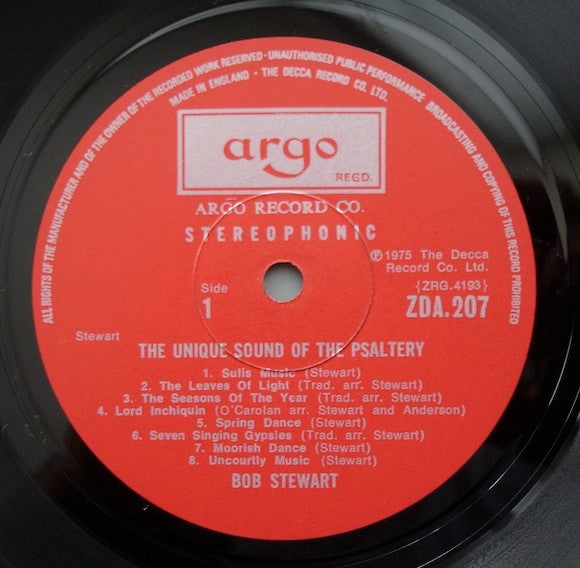 ALL RIGHTS OF THE MANUFACTURER AND OF THE OWNER OF THE RECORDED WORK RESERVED · UNAUTHORISED PUBLIC PERFORMANCE BROADCASTING AND COPYING OF THIS RECORD PROHIBITED
MADE IN ENGLAND · THE DECCA RECORD CO. LTD.
argo
REGD.
ARGO RECORD CO.
STEREOPHONIC
Ⓟ1975 The Decca
Record Co. Ltd.
Side
1
{ZRG.4193}
ZDA.207
Stewart
THE UNIQUE SOUND OF THE PSALTERY
1. Sulis Music (Stewart)
2. The Leaves Of Light (Trad. arr. Stewart)
3. The Seasons Of The Year (Trad. arr. Stewart)
4. Lord Inchiquin (O'Carolan arr. Stewart and Anderson)
5. Spring Dance (Stewart)
6. Seven Singing Gypsies (Trad. arr. Stewart)
7. Moorish Dance (Stewart)
8. Uncourtly Music (Stewart)
BOB STEWART